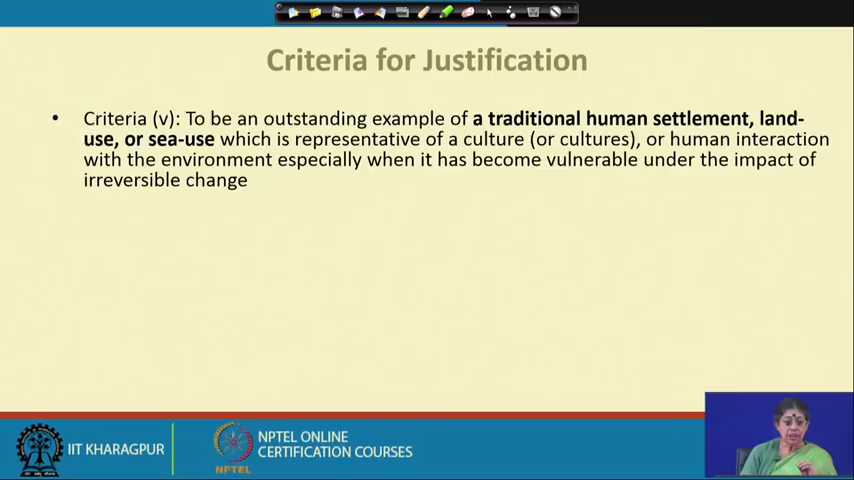 Criteria for Justification
• Criteria (v): To be an outstanding example of a traditional human settlement, land-
use, or sea-use which is representative of a culture (or cultures), or human interaction
with the environment especially when it has become vulnerable under the impact of
irreversible change
IIT KHARAGPUR
NPTEL
NPTEL ONLINE
CERTIFICATION COURSES